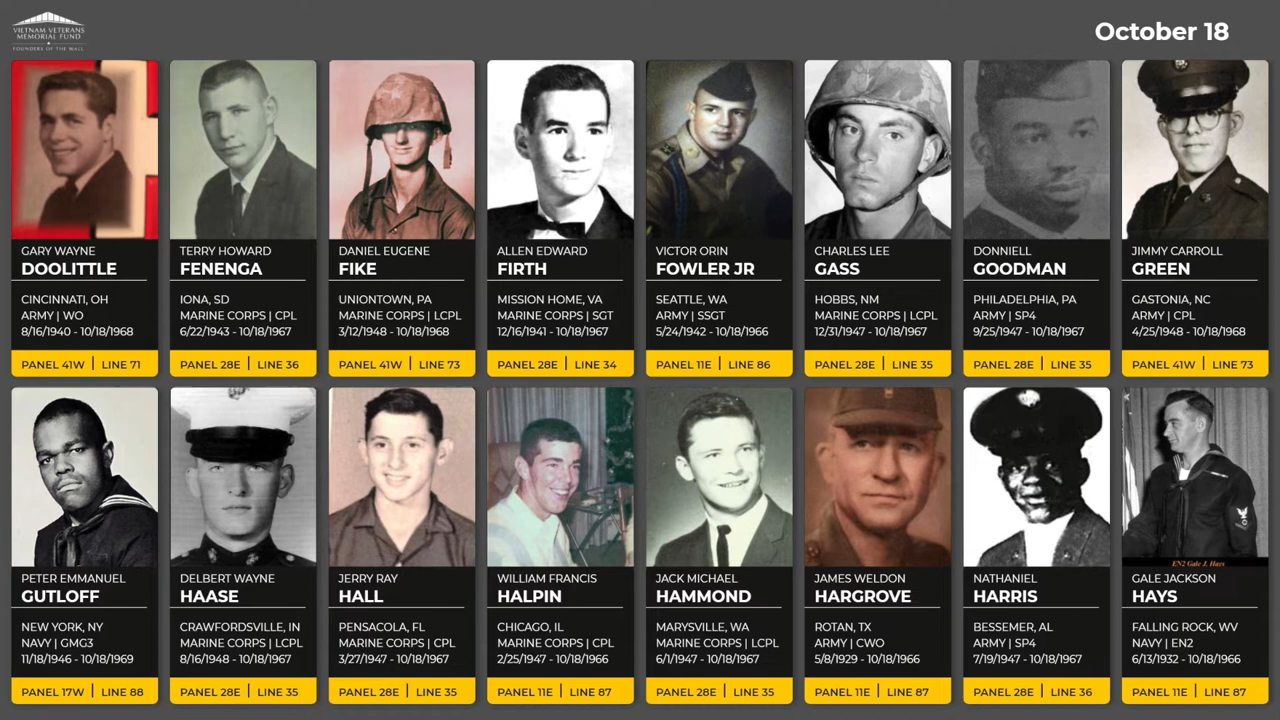 VIETNAM VETERANS
MEMORIAL FUND
FOUNDERS OF THE WALL
October 18
GARY WAYNE
DOOLITTLE
CINCINNATI, OH
ARMY | WO
8/16/1940 - 10/18/1968
PANEL 41W | LINE 71
TERRY HOWARD
FENENGA
IONA, SD
MARINE CORPS | CPL
6/22/1943 - 10/18/1967
PANEL 28E | LINE 36
DANIEL EUGENE
FIKE
UNIONTOWN, PA
MARINE CORPS | LCPL
3/12/1948 - 10/18/1968
PANEL 41W | LINE 73
ALLEN EDWARD
FIRTH
MISSION HOME, VA
MARINE CORPS | SGT
12/16/1941 - 10/18/1967
PANEL 28E | LINE 34
VICTOR ORIN
FOWLER JR
SEATTLE, WA
ARMY | SSGT
5/24/1942 - 10/18/1966
PANEL 11E | LINE 86
CHARLES LEE
GASS
HOBBS, NM
MARINE CORPS | LCPL
12/31/1947 - 10/18/1967
PANEL 28E | LINE 35
DONNIELL
GOODMAN
PHILADELPHIA, PA
ARMY | SP4
9/25/1947 - 10/18/1967
PANEL 28E | LINE 35
JIMMY CARROLL
GREEN
GASTONIA, NC
ARMY | CPL
4/25/1948 - 10/18/1968
PANEL 41W | LINE 73
PETER EMMANUEL
GUTLOFF
NEW YORK, NY
NAVY | GMG3
11/18/1946 - 10/18/1969
PANEL 17W | LINE 88
DELBERT WAYNE
HAASE
CRAWFORDSVILLE, IN
MARINE CORPS | LCPL
8/16/1948 - 10/18/1967
PANEL 28E | LINE 35
JERRY RAY
HALL
PENSACOLA, FL
MARINE CORPS | CPL
3/27/1947 - 10/18/1967
PANEL 28E | LINE 35
WILLIAM FRANCIS
HALPIN
CHICAGO, IL
MARINE CORPS | CPL
2/25/1947 - 10/18/1966
PANEL 11E | LINE 87
JACK MICHAEL
HAMMOND
MARYSVILLE, WA
MARINE CORPS | LCPL
6/1/1947 - 10/18/1967
PANEL 28E | LINE 35
JAMES WELDON
HARGROVE
ROTAN, TX
ARMY | CWO
5/8/1929 - 10/18/1966
PANEL 11E | LINE 87
NATHANIEL
HARRIS
BESSEMER, AL
ARMY | SP4
7/19/1947 - 10/18/1967
PANEL 28E | LINE 36
EN2 Gale J. Hays
GALE JACKSON
HAYS
FALLING ROCK, WV
NAVY | EN2
6/13/1932 - 10/18/1966
PANEL 11E | LINE 87